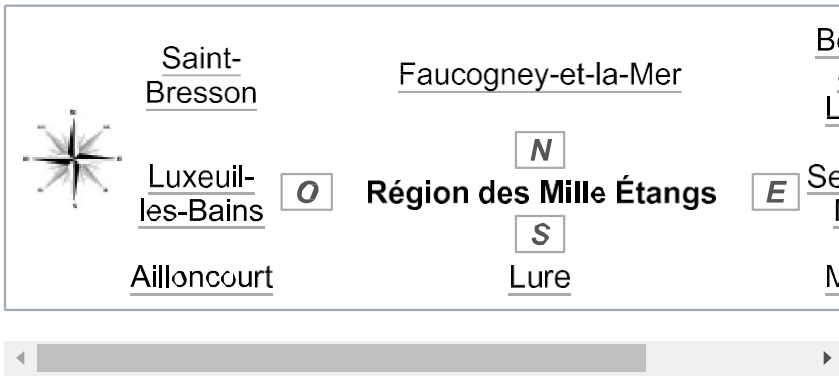 Saint-
Bresson
Faucogney-et-la-Mer
N
Luxeuil-
les-Bains
O
Région des Mille Étangs
E
S
Ailloncourt
Lure